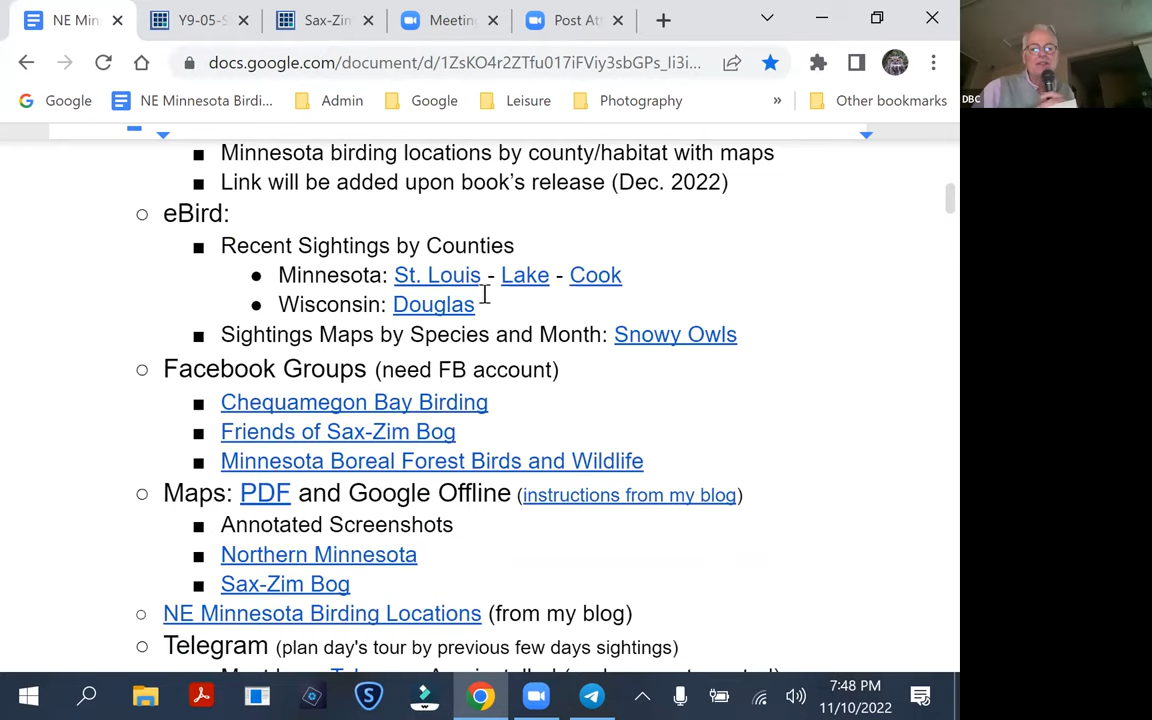 NE Min
Y9-05-S
Sax-Zin
Meetin
Post At
docs.google.com/document/d/1ZsKO4r2ZTfu017iFViy3sbGPs_Ii3i...
Google
NE Minnesota Birdi...
Admin
Google
Leisure
Photography
»
Other bookmarks
DBC
■ Minnesota birding locations by county/habitat with maps
■ Link will be added upon book's release (Dec. 2022)
○ eBird:
■ Recent Sightings by Counties
● Minnesota: St. Louis - Lake - Cook
● Wisconsin: Douglas
■ Sightings Maps by Species and Month: Snowy Owls
○ Facebook Groups (need FB account)
■ Chequamegon Bay Birding
■ Friends of Sax-Zim Bog
■ Minnesota Boreal Forest Birds and Wildlife
○ Maps: PDF and Google Offline (instructions from my blog)
■ Annotated Screenshots
■ Northern Minnesota
■ Sax-Zim Bog
○ NE Minnesota Birding Locations (from my blog)
○ Telegram (plan day's tour by previous few days sightings)
7:48 PM
11/10/2022